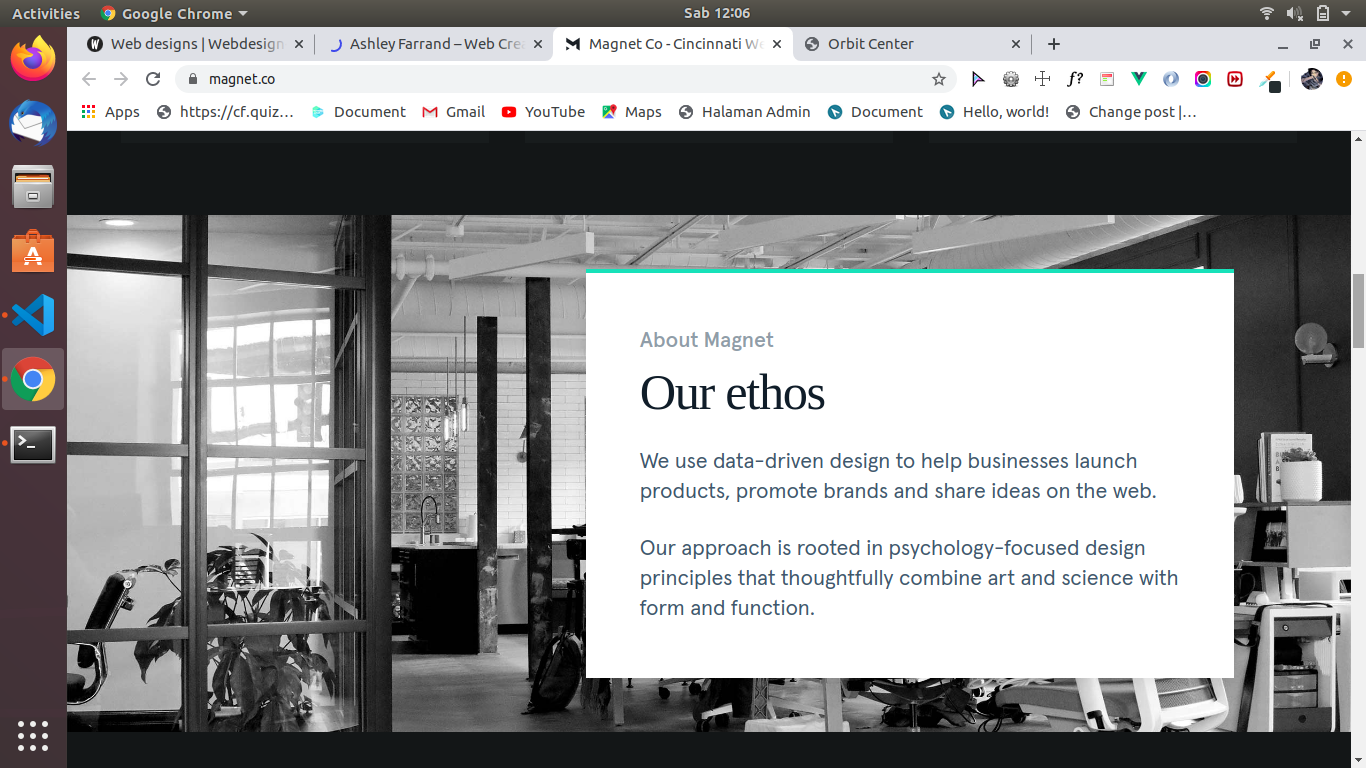 Activities
Google Chrome
Sab 12:06
Web designs | Webdesign
Ashley Farrand – Web Cre
Magnet Co - Cincinnati We
Orbit Center
magnet.co
f?
Apps
https://cf.quiz…
Document
Gmail
YouTube
Maps
Halaman Admin
Document
Hello, world!
Change post |…
About Magnet
Our ethos
We use data-driven design to help businesses launch
products, promote brands and share ideas on the web.
Our approach is rooted in psychology-focused design
principles that thoughtfully combine art and science with
form and function.